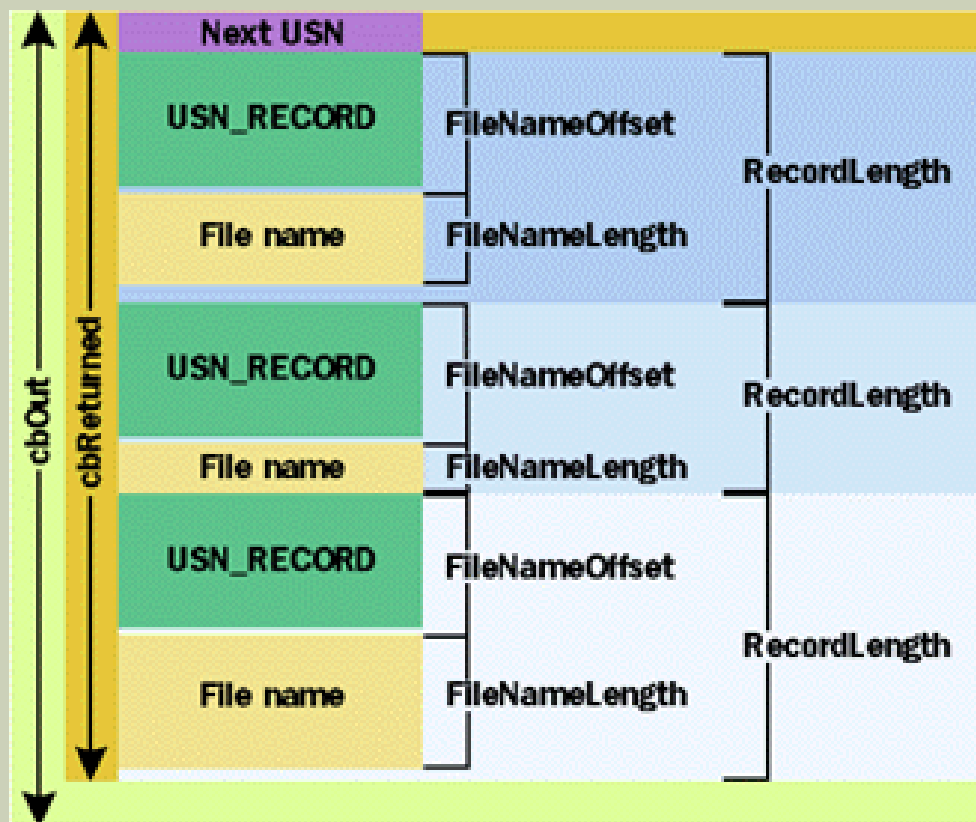 Next USN
USN_RECORD
FileNameOffset
RecordLength
File name
FileNameLength
cbOut
cbReturned
USN_RECORD
FileNameOffset
RecordLength
File name
FileNameLength
USN_RECORD
FileNameOffset
RecordLength
File name
FileNameLength